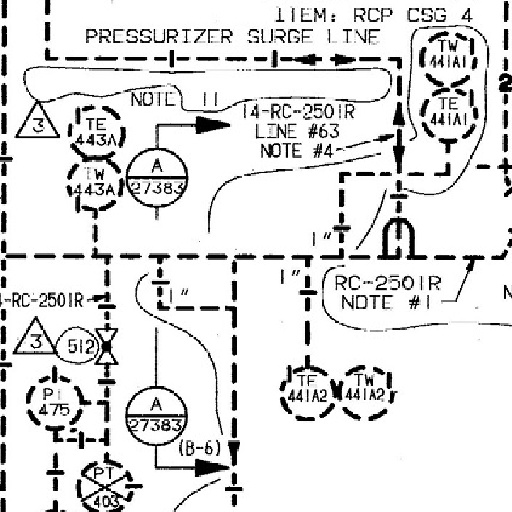 ITEM: RCP CSG 4
PRESSURIZER SURGE LINE
TW
441A1
TE
441A1
2
NOTE 11
3
TE
443A
TW
443A
A
27383
14-RC-2501R
LINE #63
NOTE #4
1"
1"
1"
RC-2501R
NOTE #1
N
-RC-2501R
3
512
PI
475
A
27383
(B-6)
PT
403
TE
441A2
TW
441A2